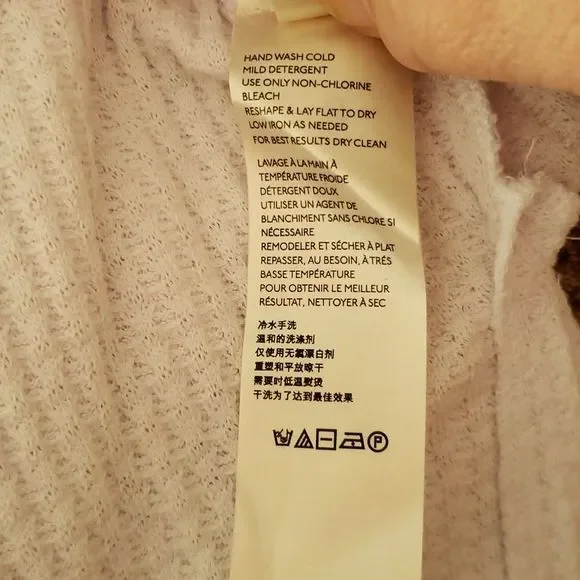 HAND WASH COLD
MILD DETERGENT
USE ONLY NON-CHLORINE
BLEACH
RESHAPE & LAY FLAT TO DRY
LOW IRON AS NEEDED
FOR BEST RESULTS DRY CLEAN
LAVAGE À LA MAIN À
TEMPÉRATURE FROIDE
DÉTERGENT DOUX
UTILISER UN AGENT DE
BLANCHIMENT SANS CHLORE SI
NÉCESSAIRE
REMODELER ET SÉCHER À PLAT
REPASSER, AU BESOIN, À TRÉS
BASSE TEMPÉRATURE
POUR OBTENIR LE MEILLEUR
RÉSULTAT, NETTOYER À SEC
冷水手洗
温和的洗涤剂
仅使用无氯漂白剂
重塑和平放晾干
需要时低温熨烫
干洗为了达到最佳效果
P